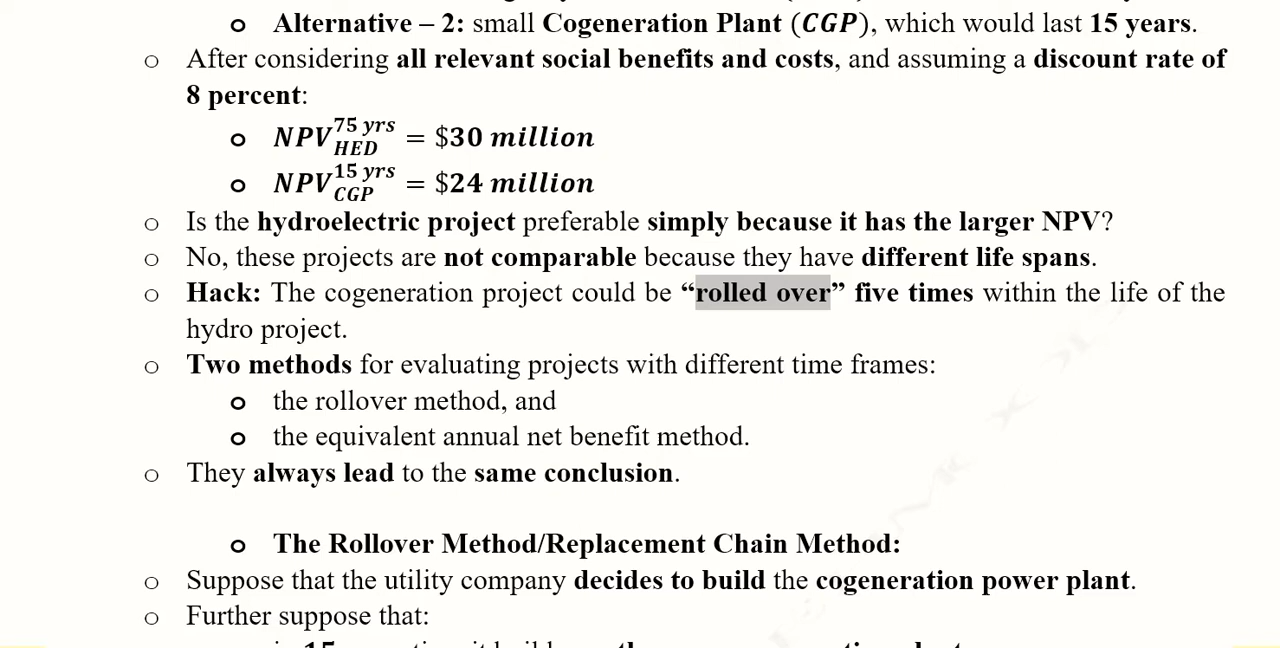 o Alternative – 2: small Cogeneration Plant (CGP), which would last 15 years.
o After considering all relevant social benefits and costs, and assuming a discount rate of
8 percent:
o NPV_HED^75 yrs = $30 million
o NPV_CGP^15 yrs = $24 million
o Is the hydroelectric project preferable simply because it has the larger NPV?
o No, these projects are not comparable because they have different life spans.
o Hack: The cogeneration project could be “rolled over” five times within the life of the
hydro project.
o Two methods for evaluating projects with different time frames:
o the rollover method, and
o the equivalent annual net benefit method.
o They always lead to the same conclusion.
o The Rollover Method/Replacement Chain Method:
o Suppose that the utility company decides to build the cogeneration power plant.
o Further suppose that: